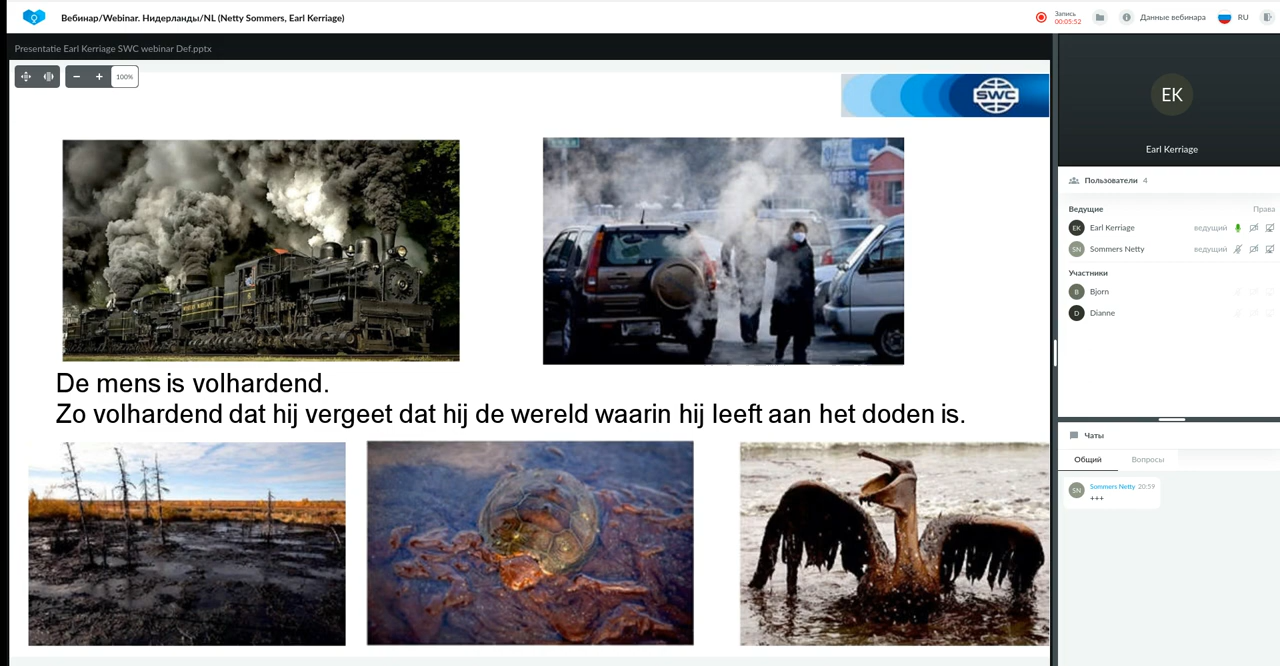 Вебинар/Webinar. Нидерланды/NL (Netty Sommers, Earl Kerriage)
Запись
00:05:52
Данные вебинара
RU
Presentatie Earl Kerriage SWC webinar Def.pptx
100%
SWC
De mens is volhardend.
Zo volhardend dat hij vergeet dat hij de wereld waarin hij leeft aan het doden is.
EK
Earl Kerriage
Пользователи 4
Ведущие Права
EK Earl Kerriage ведущий
SN Sommers Netty ведущий
Участники
B Bjorn
D Dianne
Чаты
Общий Вопросы
SN Sommers Netty 20:59
+++